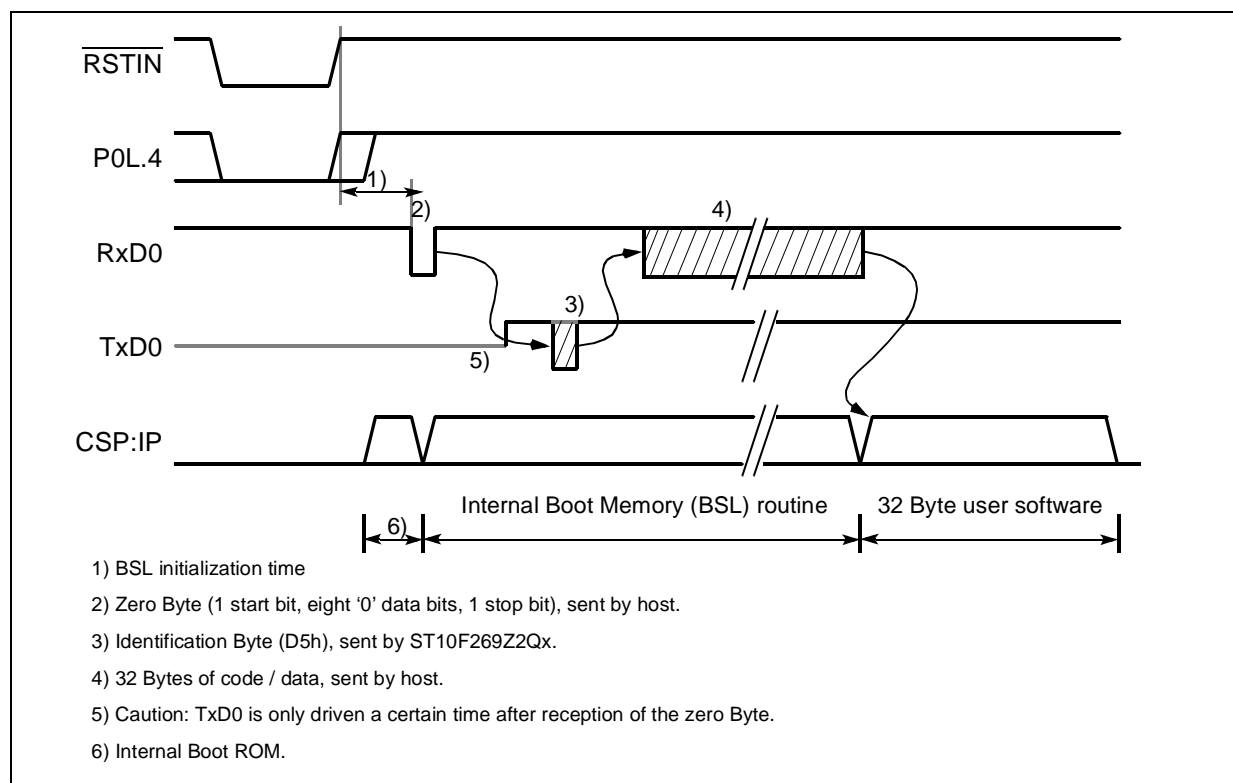 RSTIN
P0L.4
1)
2)
4)
RxD0
3)
TxD0
5)
CSP:IP
Internal Boot Memory (BSL) routine
32 Byte user software
6)
1) BSL initialization time
2) Zero Byte (1 start bit, eight ‘0’ data bits, 1 stop bit), sent by host.
3) Identification Byte (D5h), sent by ST10F269Z2Qx.
4) 32 Bytes of code / data, sent by host.
5) Caution: TxD0 is only driven a certain time after reception of the zero Byte.
6) Internal Boot ROM.